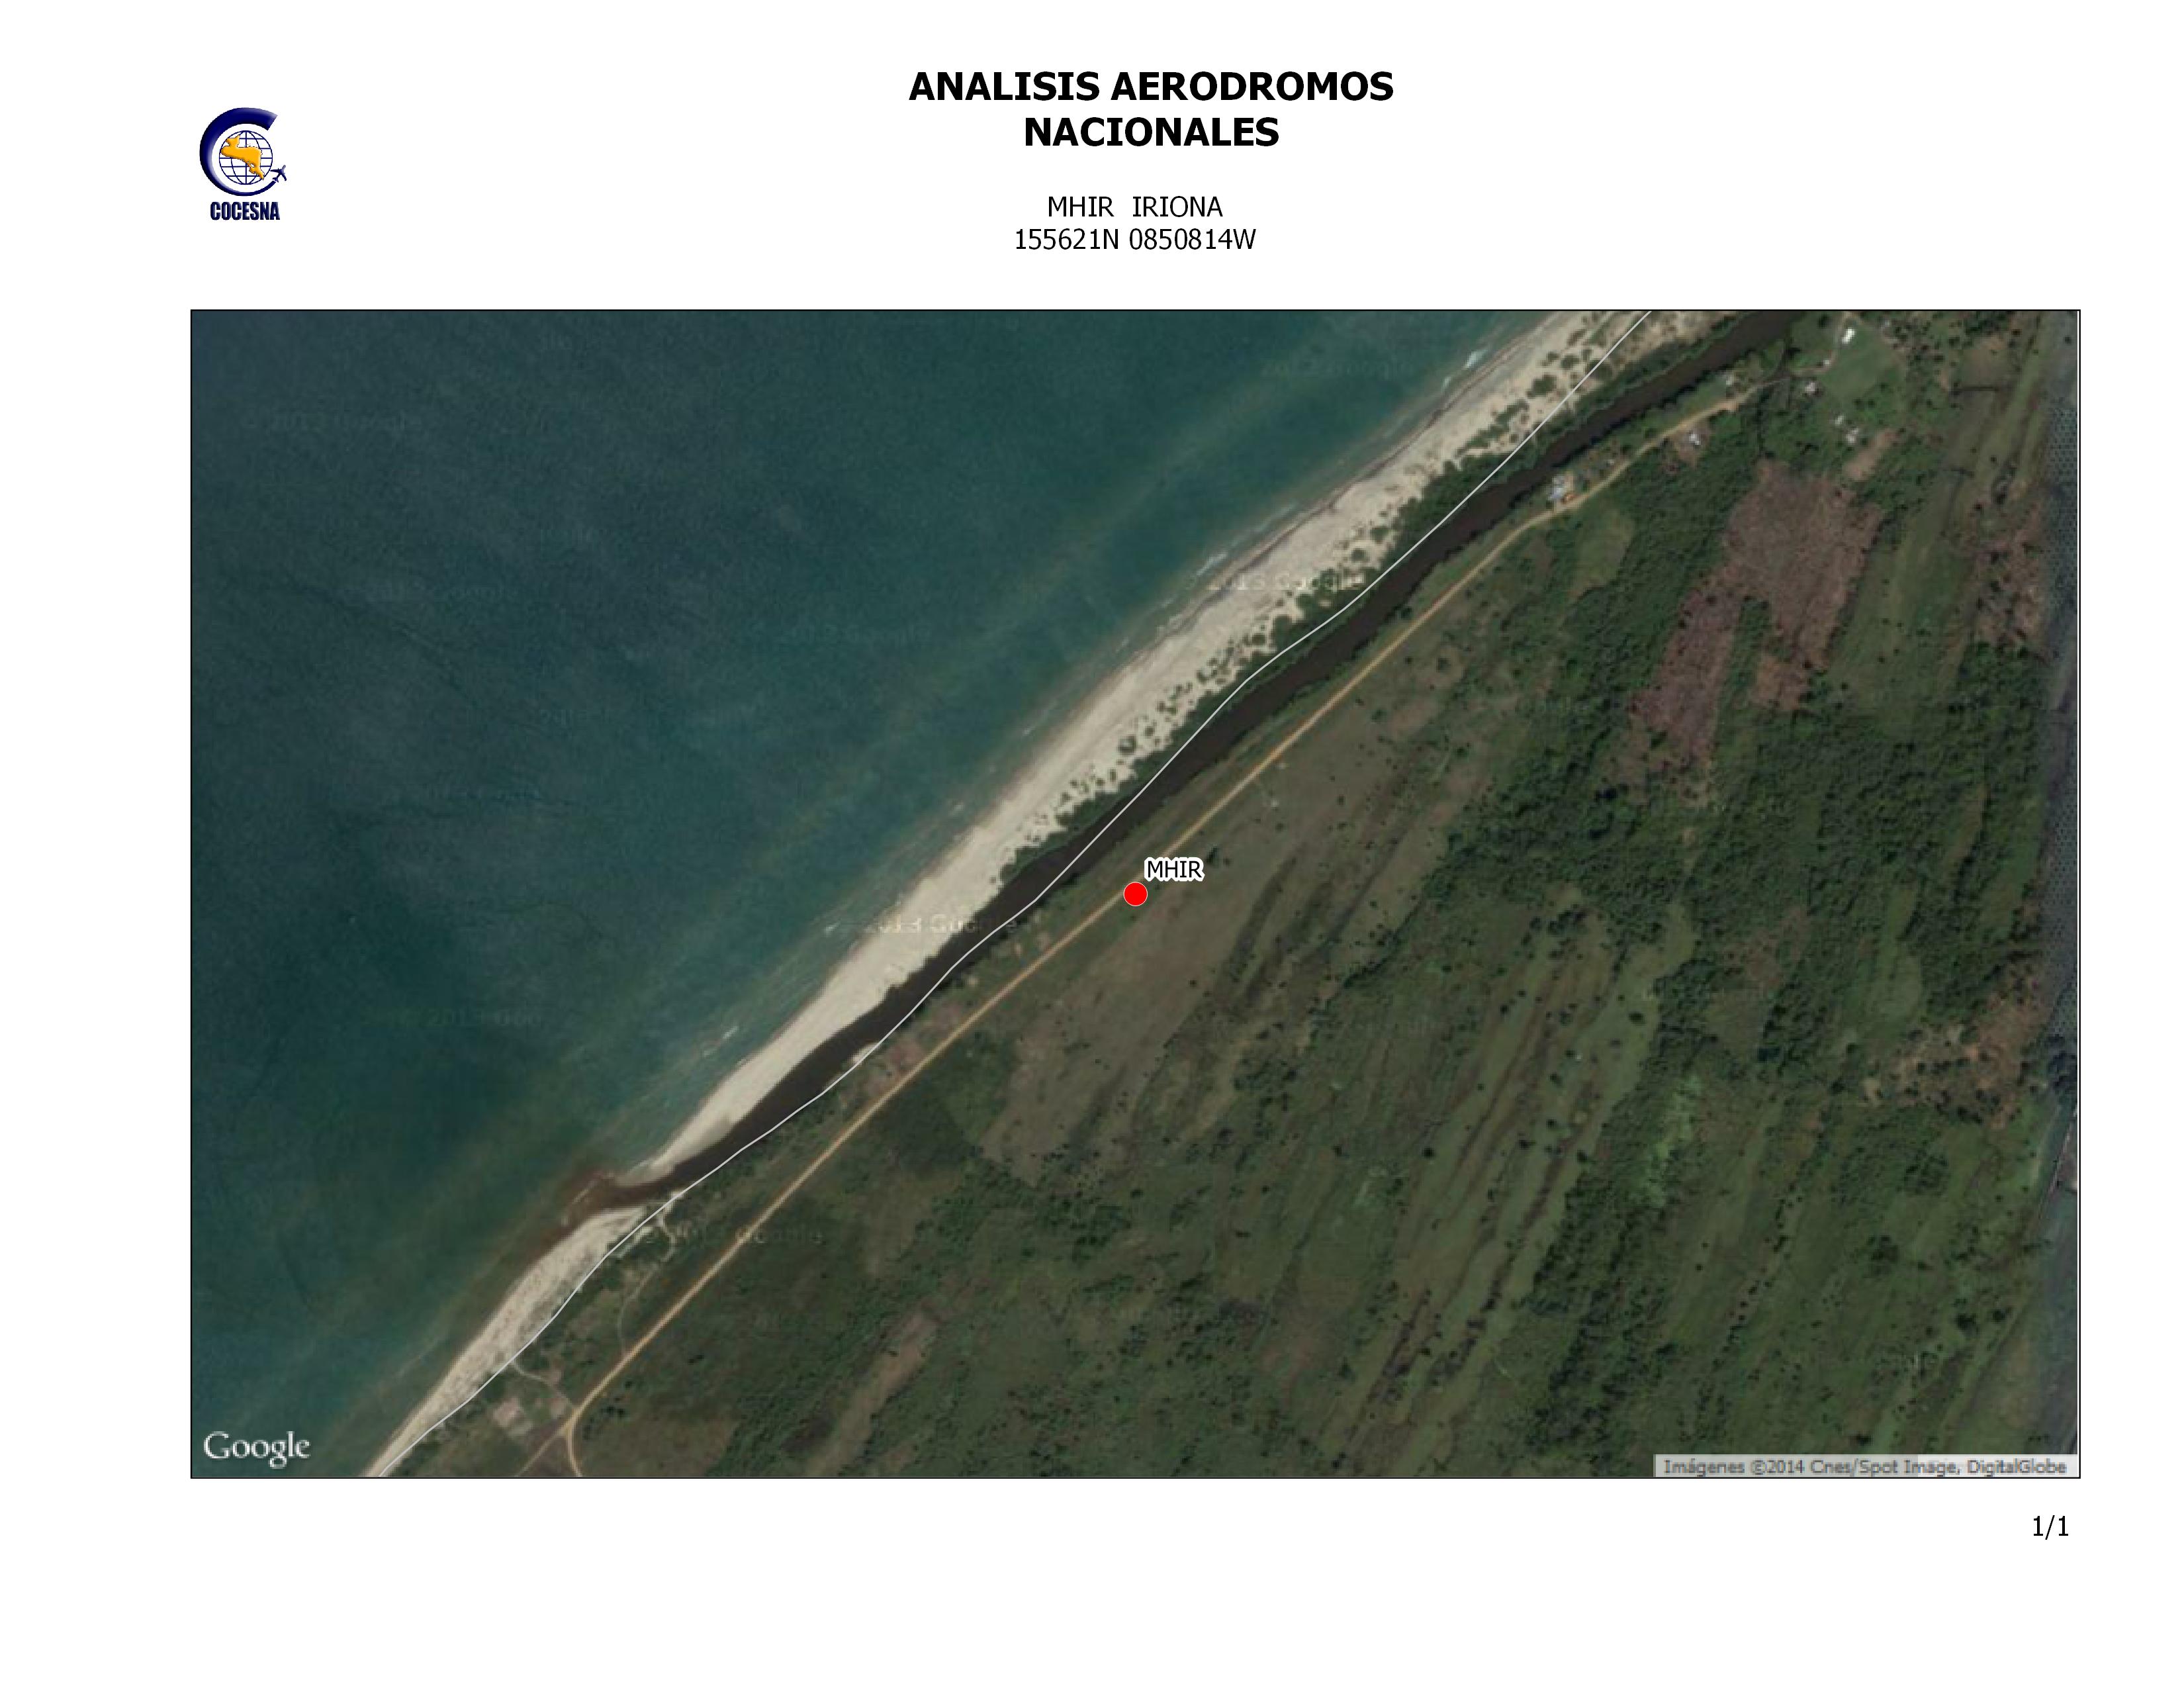 ANALISIS AERODROMOS
NACIONALES
COCESNA
MHIR IRIONA
155621N 0850814W
MHIR
Google
Imágenes ©2014 Cnes/Spot Image, DigitalGlobe
1/1